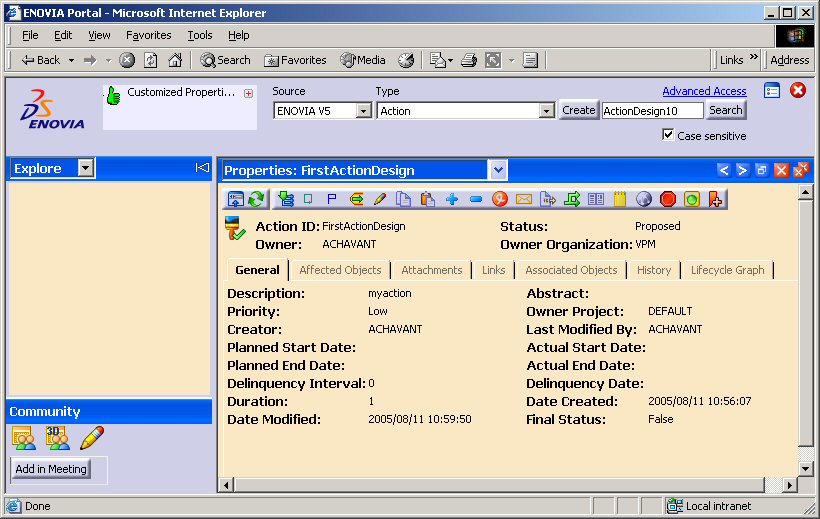 ENOVIA Portal - Microsoft Internet Explorer
File Edit View Favorites Tools Help
Back Search Favorites Media Links » Address
ENOVIA
Customized Properti...
Source
Type
Advanced Access
ENOVIA V5
Action
Create
ActionDesign10
Search
Case sensitive
Explore
Properties: FirstActionDesign
P
Action ID: FirstActionDesign Status: Proposed
Owner: ACHAVANT Owner Organization: VPM
General Affected Objects Attachments Links Associated Objects History Lifecycle Graph
Description: myaction Abstract:
Priority: Low Owner Project: DEFAULT
Creator: ACHAVANT Last Modified By: ACHAVANT
Planned Start Date: Actual Start Date:
Planned End Date: Actual End Date:
Delinquency Interval: 0 Delinquency Date:
Duration: 1 Date Created: 2005/08/11 10:56:07
Date Modified: 2005/08/11 10:59:50 Final Status: False
Community
3D
Add in Meeting
Done Local intranet